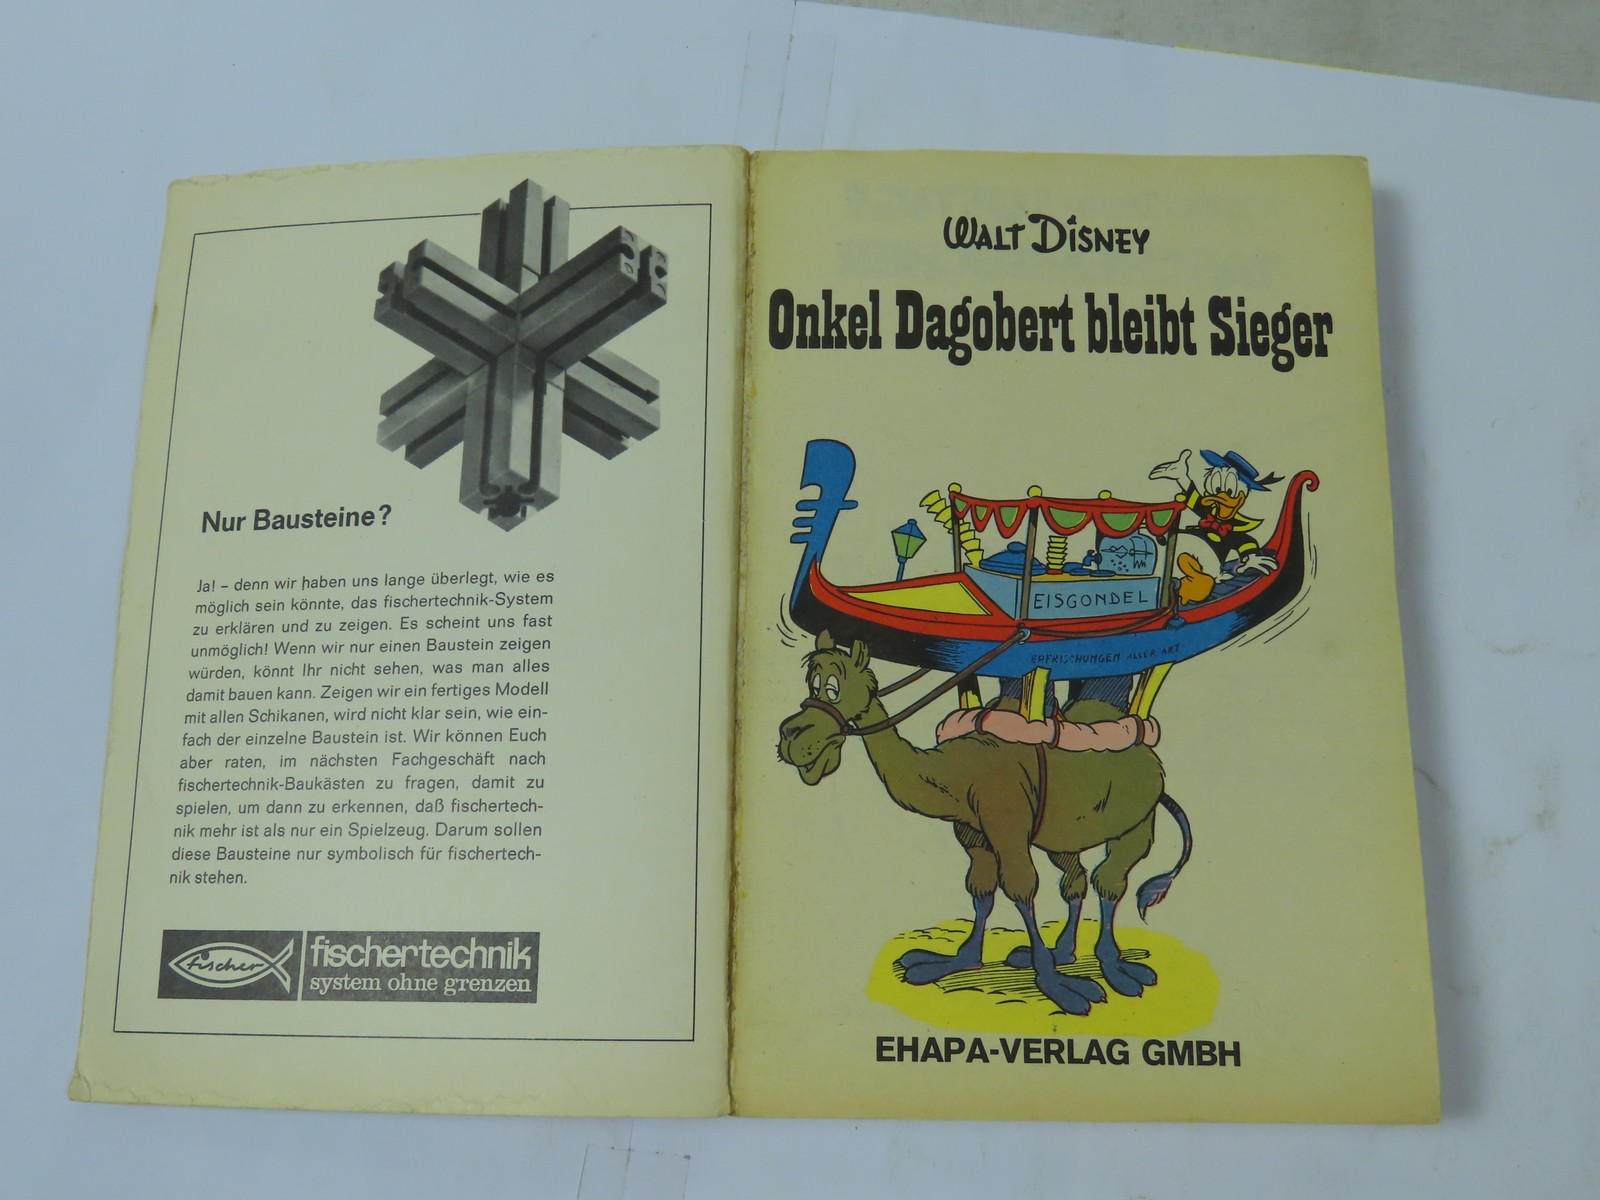 Nur Bausteine?
Ja! – denn wir haben uns lange überlegt, wie es
möglich sein könnte, das fischertechnik-System
zu erklären und zu zeigen. Es scheint uns fast
unmöglich! Wenn wir nur einen Baustein zeigen
würden, könnt Ihr nicht sehen, was man alles
damit bauen kann. Zeigen wir ein fertiges Modell
mit allen Schikanen, wird nicht klar sein, wie ein-
fach der einzelne Baustein ist. Wir können Euch
aber raten, im nächsten Fachgeschäft nach
fischertechnik-Baukästen zu fragen, damit zu
spielen, um dann zu erkennen, daß fischertech-
nik mehr ist als nur ein Spielzeug. Darum sollen
diese Bausteine nur symbolisch für fischertech-
nik stehen.
fischer
fischertechnik
system ohne grenzen
WALT DISNEY
Onkel Dagobert bleibt Sieger
EISGONDEL
ERFRISCHUNGEN ALLER ART
EHAPA-VERLAG GMBH